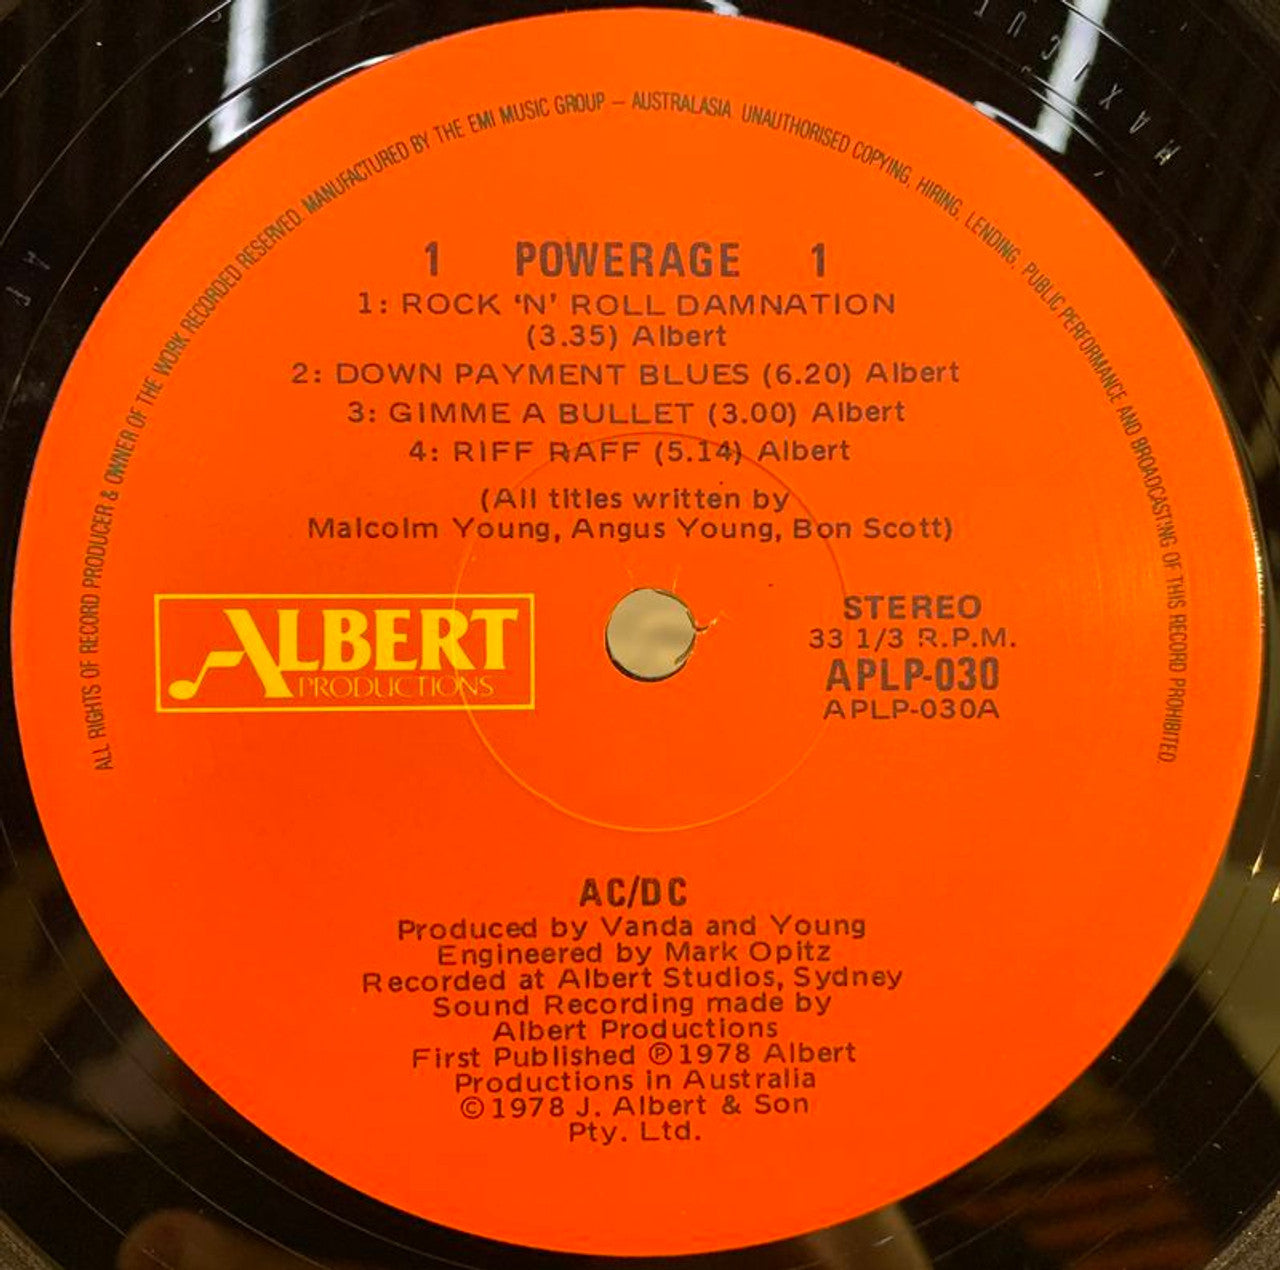 ALL RIGHTS OF RECORD PRODUCER & OWNER OF THE WORK RECORDED RESERVED. MANUFACTURED BY THE EMI MUSIC GROUP – AUSTRALASIA UNAUTHORISED COPYING, HIRING, LENDING, PUBLIC PERFORMANCE AND BROADCASTING OF THIS RECORD PROHIBITED.
1 POWERAGE 1
1: ROCK ‘N’ ROLL DAMNATION
(3.35) Albert
2: DOWN PAYMENT BLUES (6.20) Albert
3: GIMME A BULLET (3.00) Albert
4: RIFF RAFF (5.14) Albert
(All titles written by
Malcolm Young, Angus Young, Bon Scott)
ALBERT
PRODUCTIONS
STEREO
33 1/3 R.P.M.
APLP-030
APLP-030A
AC/DC
Produced by Vanda and Young
Engineered by Mark Opitz
Recorded at Albert Studios, Sydney
Sound Recording made by
Albert Productions
First Published ℗ 1978 Albert
Productions in Australia
© 1978 J. Albert & Son
Pty. Ltd.
MAXICUT